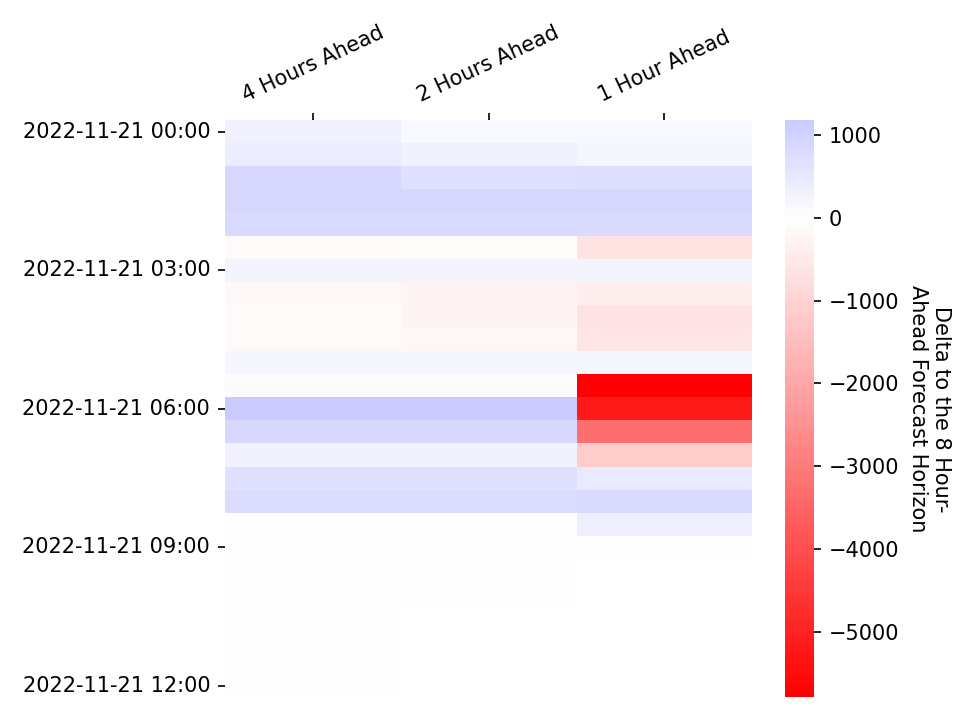 4 Hours Ahead
2 Hours Ahead
1 Hour Ahead
2022-11-21 00:00
2022-11-21 03:00
2022-11-21 06:00
2022-11-21 09:00
2022-11-21 12:00
1000
0
−1000
−2000
−3000
−4000
−5000
Delta to the 8 Hour-
Ahead Forecast Horizon